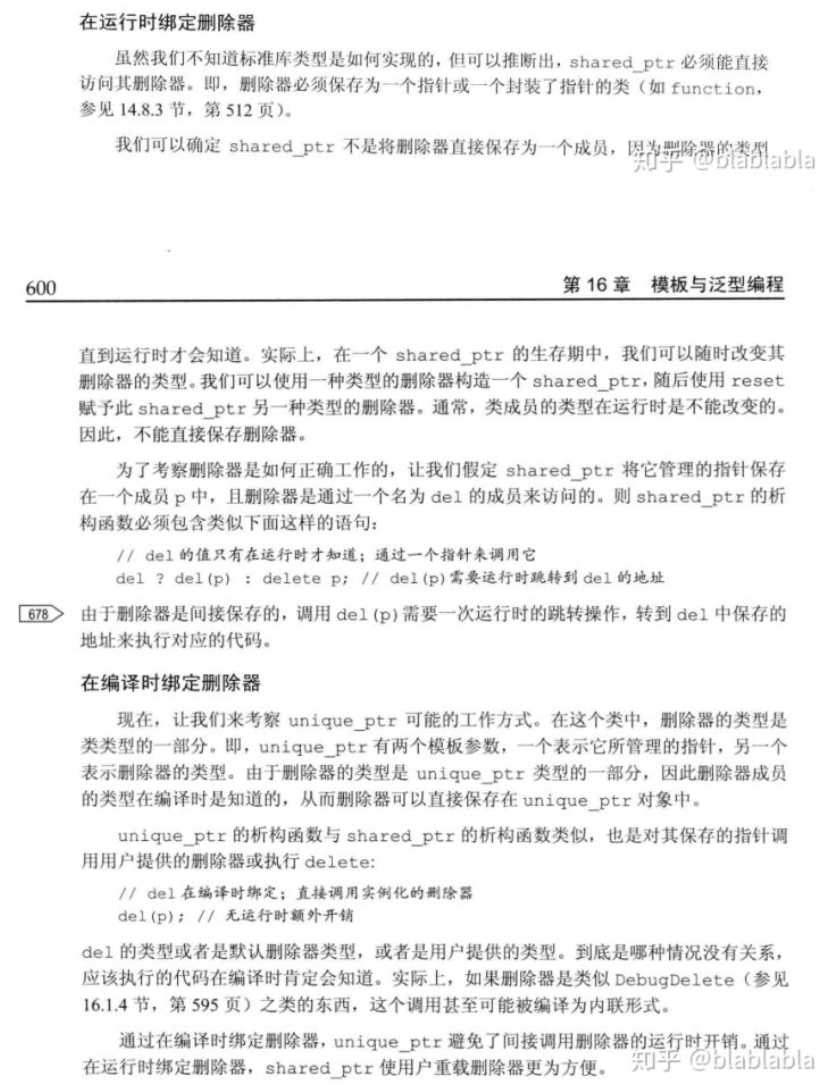 在运行时绑定删除器
虽然我们不知道标准库类型是如何实现的，但可以推断出，shared_ptr 必须能直接
访问其删除器。即，删除器必须保存为一个指针或一个封装了指针的类（如 function，
参见 14.8.3 节，第 512 页）。
我们可以确定 shared_ptr 不是将删除器直接保存为一个成员，因为删除器的类型
知乎 @blablabla
600
第 16 章 模板与泛型编程
直到运行时才会知道。实际上，在一个 shared_ptr 的生存期中，我们可以随时改变其
删除器的类型。我们可以使用一种类型的删除器构造一个 shared_ptr，随后使用 reset
赋予此 shared_ptr 另一种类型的删除器。通常，类成员的类型在运行时是不能改变的。
因此，不能直接保存删除器。
为了考察删除器是如何正确工作的，让我们假定 shared_ptr 将它管理的指针保存
在一个成员 p 中，且删除器是通过一个名为 del 的成员来访问的。则 shared_ptr 的析
构函数必须包含类似下面这样的语句：
// del 的值只有在运行时才知道；通过一个指针来调用它
del ? del(p) : delete p; // del(p)需要运行时跳转到 del 的地址
678
由于删除器是间接保存的，调用 del(p)需要一次运行时的跳转操作，转到 del 中保存的
地址来执行对应的代码。
在编译时绑定删除器
现在，让我们来考察 unique_ptr 可能的工作方式。在这个类中，删除器的类型是
类类型的一部分。即，unique_ptr 有两个模板参数，一个表示它所管理的指针，另一个
表示删除器的类型。由于删除器的类型是 unique_ptr 类型的一部分，因此删除器成员
的类型在编译时是知道的，从而删除器可以直接保存在 unique_ptr 对象中。
unique_ptr 的析构函数与 shared_ptr 的析构函数类似，也是对其保存的指针调
用用户提供的删除器或执行 delete:
// del 在编译时绑定；直接调用实例化的删除器
del(p); // 无运行时额外开销
del 的类型或者是默认删除器类型，或者是用户提供的类型。到底是哪种情况没有关系，
应该执行的代码在编译时肯定会知道。实际上，如果删除器是类似 DebugDelete（参见
16.1.4 节，第 595 页）之类的东西，这个调用甚至可能被编译为内联形式。
通过在编译时绑定删除器，unique_ptr 避免了间接调用删除器的运行时开销。通过
在运行时绑定删除器，shared_ptr 使用户重载删除器更为方便。
知乎 @blablabla